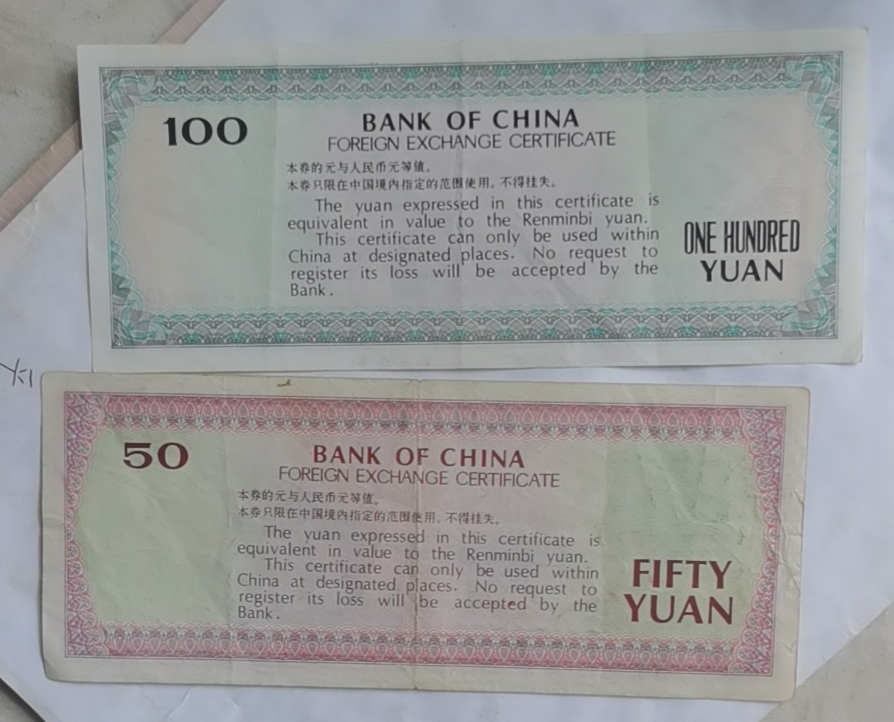 100
BANK OF CHINA
FOREIGN EXCHANGE CERTIFICATE
本券的元与人民币元等值。
本券只限在中国境内指定的范围使用，不得挂失。
The yuan expressed in this certificate is
equivalent in value to the Renminbi yuan.
This certificate can only be used within
China at designated places. No request to
register its loss will be accepted by the
Bank.
ONE HUNDRED
YUAN
50
BANK OF CHINA
FOREIGN EXCHANGE CERTIFICATE
本券的元与人民币元等值。
本券只限在中国境内指定的范围使用，不得挂失。
The yuan expressed in this certificate is
equivalent in value to the Renminbi yuan.
This certificate can only be used within
China at designated places. No request to
register its loss will be accepted by the
Bank.
FIFTY
YUAN